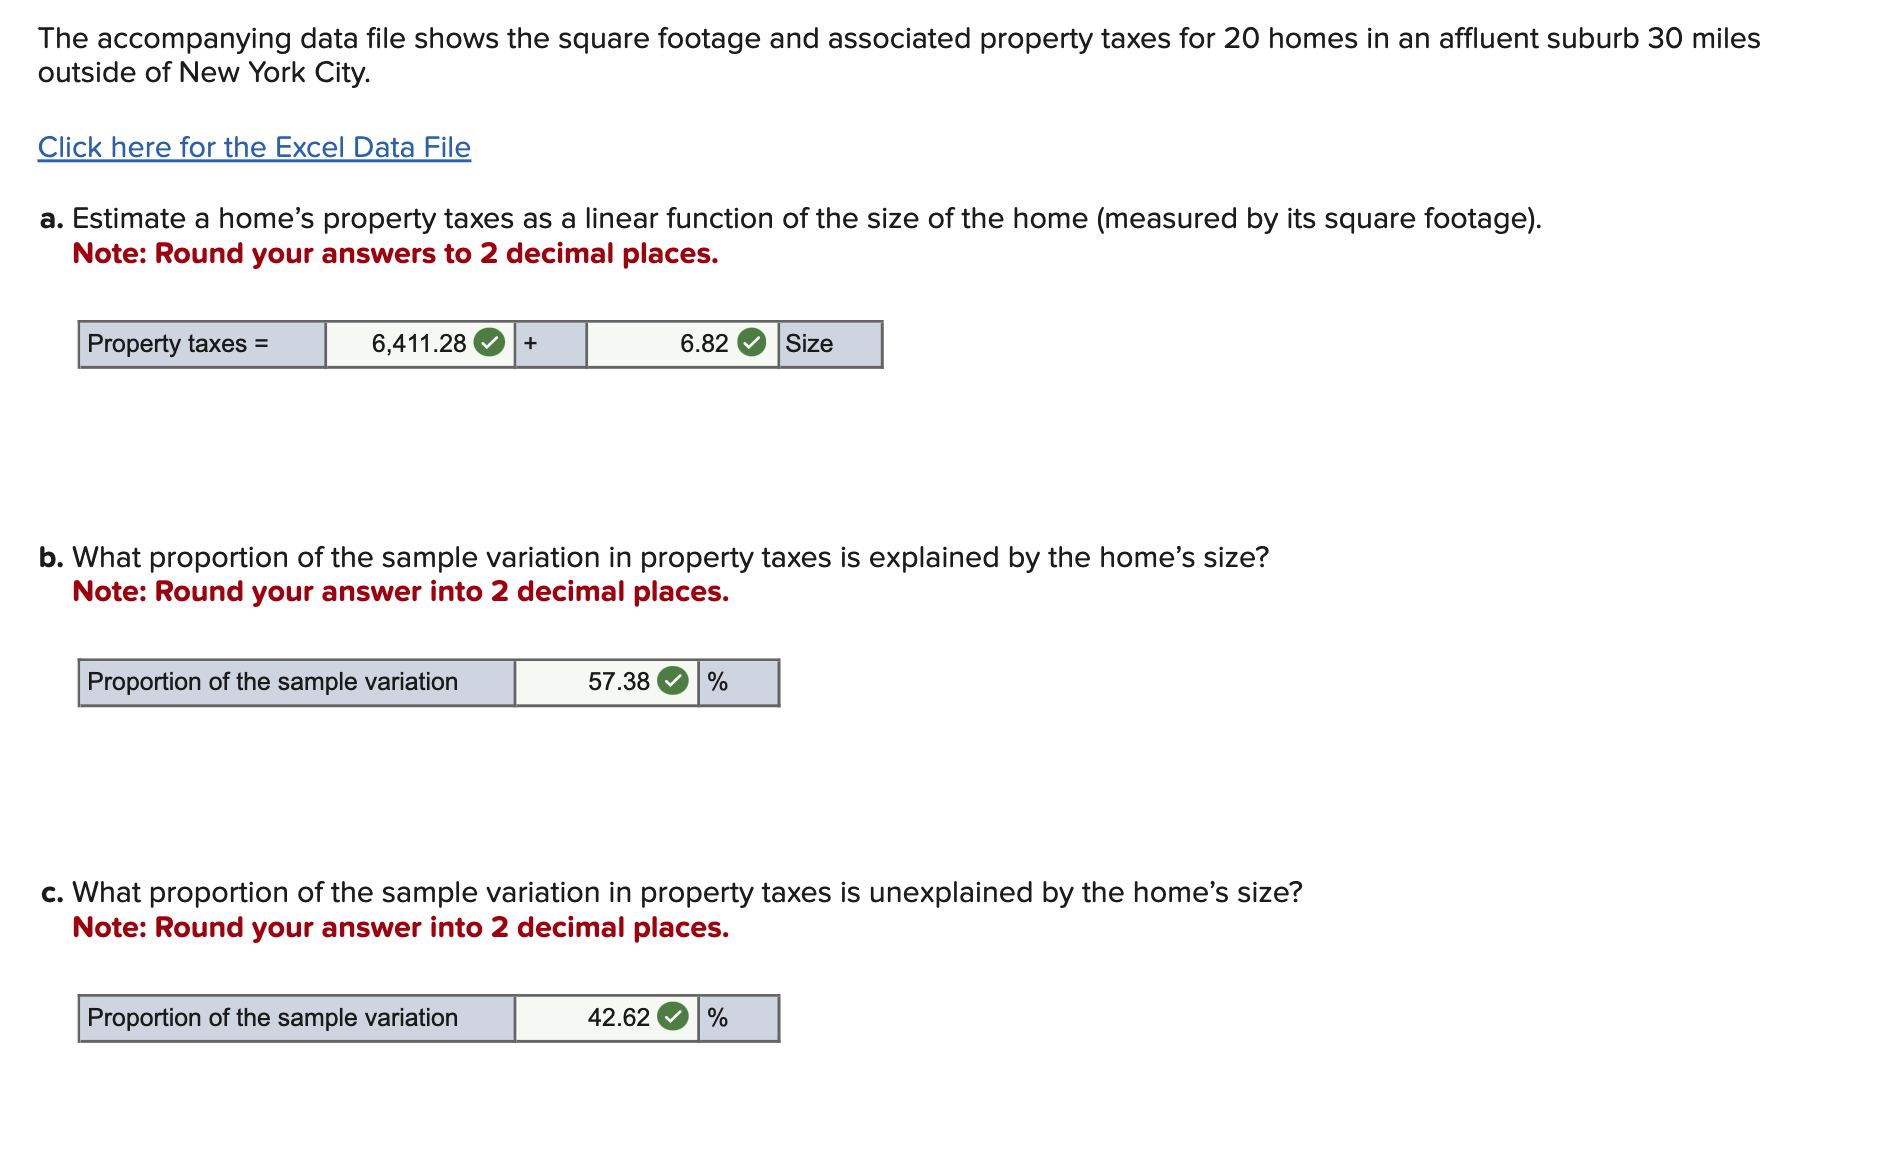 The accompanying data file shows the square footage and associated property taxes for 20 homes in an affluent suburb 30 miles
outside of New York City.
Click here for the Excel Data File
a. Estimate a home’s property taxes as a linear function of the size of the home (measured by its square footage).
Note: Round your answers to 2 decimal places.
Property taxes = 6,411.28 + 6.82 Size
b. What proportion of the sample variation in property taxes is explained by the home’s size?
Note: Round your answer into 2 decimal places.
Proportion of the sample variation 57.38 %
c. What proportion of the sample variation in property taxes is unexplained by the home’s size?
Note: Round your answer into 2 decimal places.
Proportion of the sample variation 42.62 %